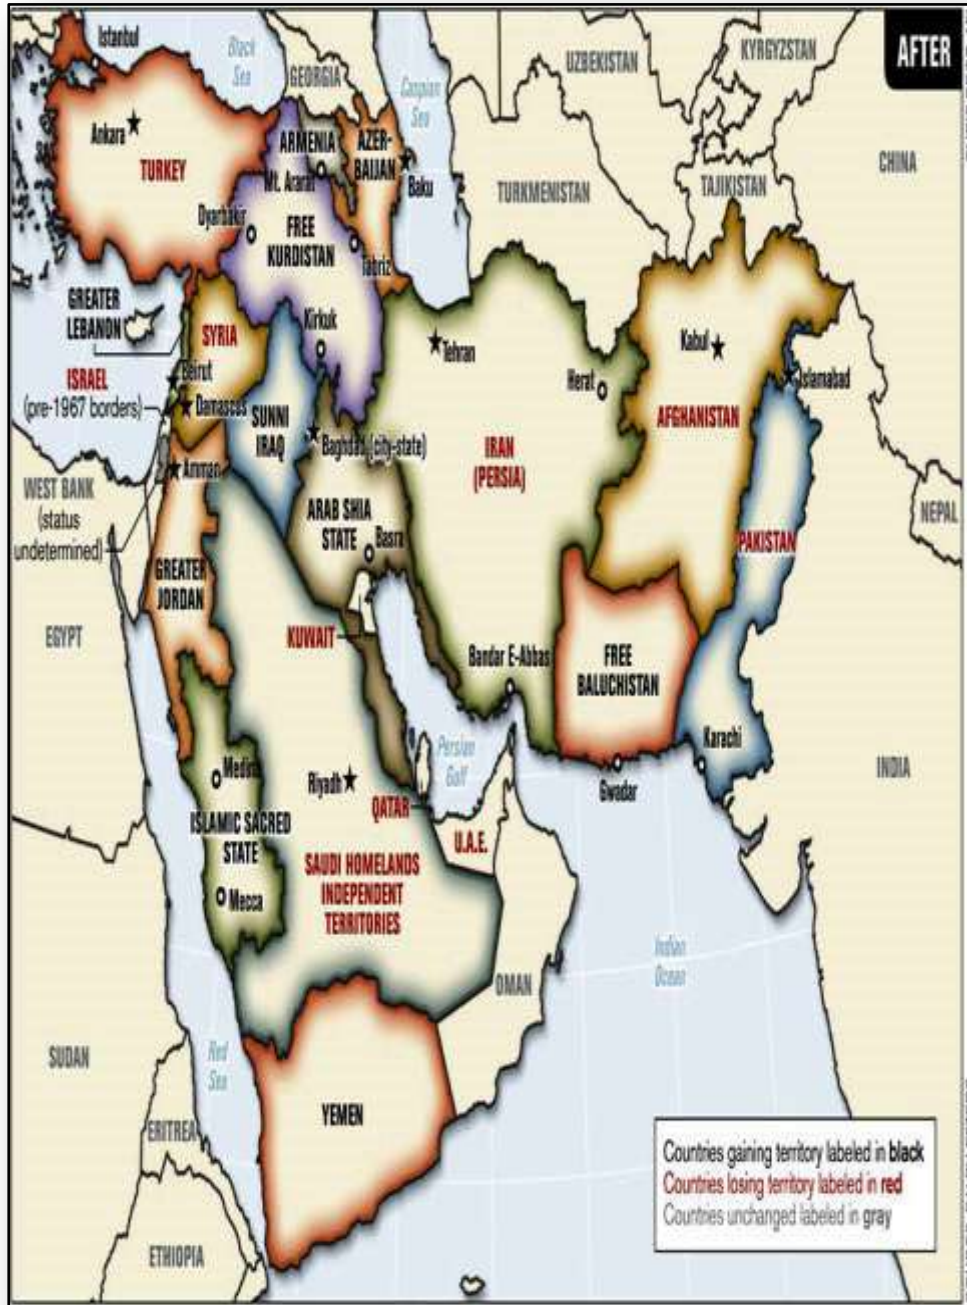 AFTER
Istanbul
Black
Sea
GEORGIA
Caspian
Sea
UZBEKISTAN
KYRGYZSTAN
Ankara
TURKEY
ARMENIA
AZER-
BAIJAN
Mt. Ararat
Baku
TURKMENISTAN
TAJIKISTAN
CHINA
Dyarbakir
FREE
KURDISTAN
Tabriz
GREATER
LEBANON
SYRIA
Kirkuk
Tehran
Kabul
Herat
Islamabad
ISRAEL
(pre-1967 borders)
Beirut
Damascus
SUNNI
IRAQ
Baghdad (city-state)
IRAN
(PERSIA)
AFGHANISTAN
WEST BANK
(status
undetermined)
Amman
ARAB SHIA
STATE
Basra
NEPAL
PAKISTAN
GREATER
JORDAN
EGYPT
KUWAIT
Bandar E-Abbas
FREE
BALUCHISTAN
Karachi
Gwadar
INDIA
Persian
Golf
Medina
Riyadh
QATAR
ISLAMIC SACRED
STATE
U.A.E.
Mecca
SAUDI HOMELANDS
INDEPENDENT
TERRITORIES
Indian
Ocean
OMAN
SUDAN
Red
Sea
YEMEN
ERITREA
ETHIOPIA
Countries gaining territory labeled in black
Countries losing territory labeled in red
Countries unchanged labeled in gray